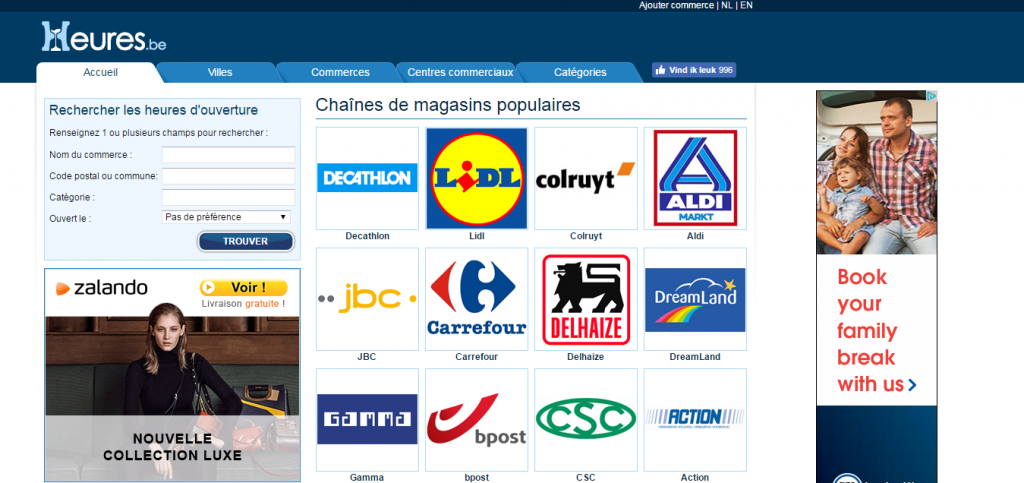 Ajouter commerce | NL | EN
Heures.be
Accueil
Villes
Commerces
Centres commerciaux
Catégories
Vind ik leuk 996
Rechercher les heures d'ouverture
Renseignez 1 ou plusieurs champs pour rechercher :
Nom du commerce :
Code postal ou commune:
Catégorie :
Ouvert le :
Pas de préférence
TROUVER
zalando
Voir !
Livraison gratuite !
NOUVELLE
COLLECTION LUXE
Chaînes de magasins populaires
DECATHLON
LIDL
colruyt
ALDI
MARKT
Decathlon
Lidl
Colruyt
Aldi
jbc
Carrefour
DELHAIZE
DreamLand
JBC
Carrefour
Delhaize
DreamLand
GAMMA
bpost
CSC
ACTION
Gamma
bpost
CSC
Action
Book
your
family
break
with us